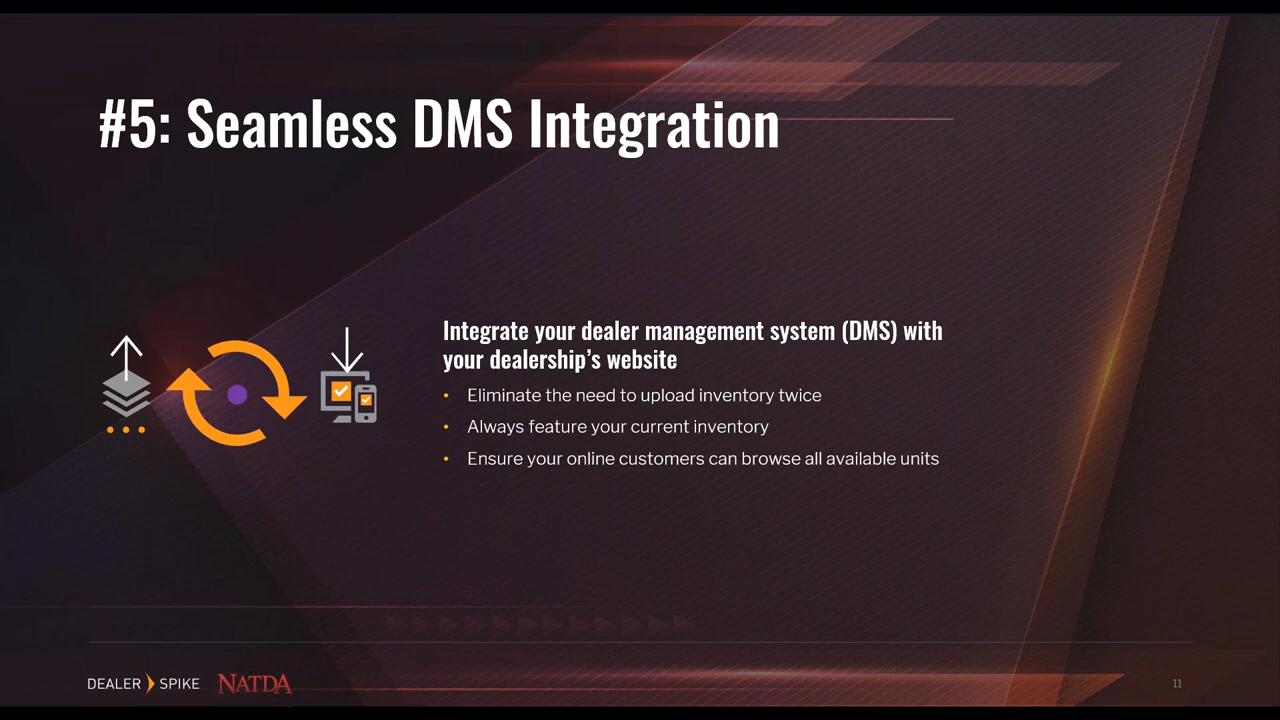 #5: Seamless DMS Integration
Integrate your dealer management system (DMS) with
your dealership’s website
• Eliminate the need to upload inventory twice
• Always feature your current inventory
• Ensure your online customers can browse all available units
DEALER SPIKE NATDA
11